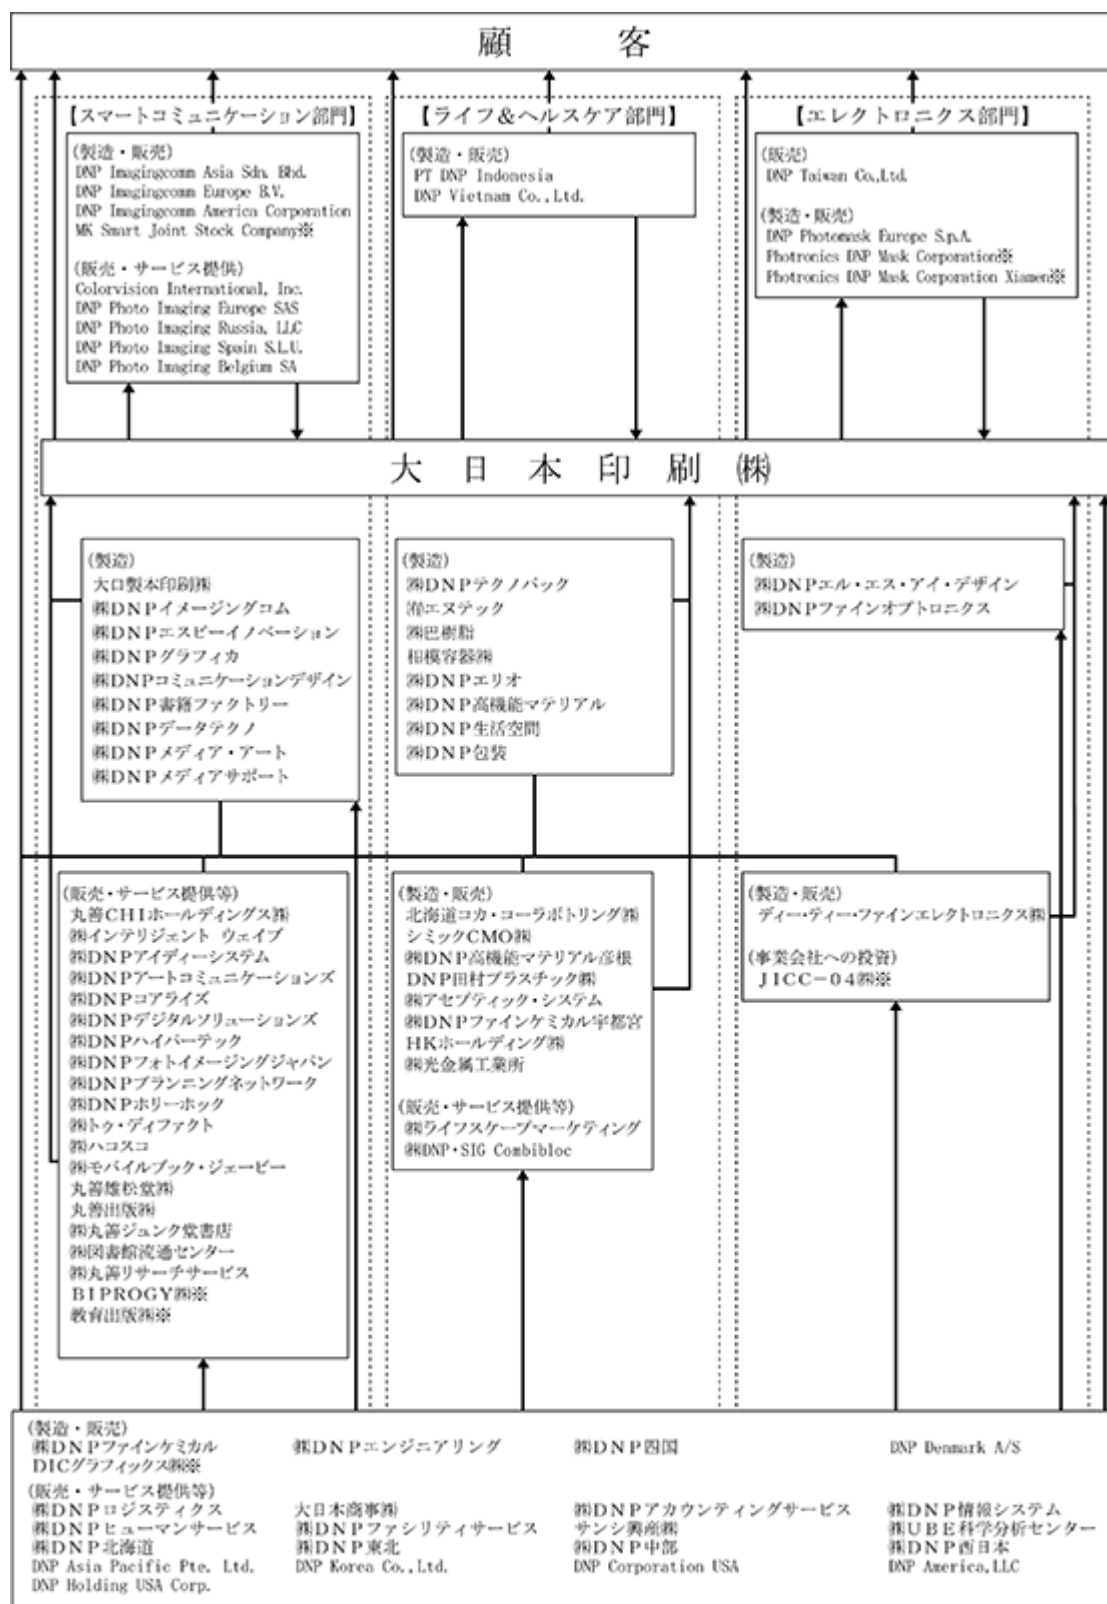 顧客
【スマートコミュニケーション部門】
(製造・販売)
DNP Imagingcomm Asia Sdn. Bhd.
DNP Imagingcomm Europe B.V.
DNP Imagingcomm America Corporation
MK Smart Joint Stock Company※
(販売・サービス提供)
Colorvision International, Inc.
DNP Photo Imaging Europe SAS
DNP Photo Imaging Russia, LLC
DNP Photo Imaging Spain S.L.U.
DNP Photo Imaging Belgium SA
【ライフ&ヘルスケア部門】
(製造・販売)
PT DNP Indonesia
DNP Vietnam Co.,Ltd.
【エレクトロニクス部門】
(販売)
DNP Taiwan Co.,Ltd.
(製造・販売)
DNP Photomask Europe S.p.A.
Photronics DNP Mask Corporation※
Photronics DNP Mask Corporation Xiamen※
大日本印刷㈱
(製造)
大口製本印刷㈱
㈱DNPイメージングコム
㈱DNPエスピーイノベーション
㈱DNPグラフィカ
㈱DNPコミュニケーションデザイン
㈱DNP書籍ファクトリー
㈱DNPデータテクノ
㈱DNPメディア・アート
㈱DNPメディアサポート
(製造)
㈱DNPテクノパック
㈲エヌテック
㈱巴樹脂
相模容器㈱
㈱DNPエリオ
㈱DNP高機能マテリアル
㈱DNP生活空間
㈱DNP包装
(製造)
㈱DNPエル・エス・アイ・デザイン
㈱DNPファインオプトロニクス
(販売・サービス提供等)
丸善CHIホールディングス㈱
㈱インテリジェント ウェイブ
㈱DNPアイディーシステム
㈱DNPアートコミュニケーションズ
㈱DNPコアライズ
㈱DNPデジタルソリューションズ
㈱DNPハイパーテック
㈱DNPフォトイメージングジャパン
㈱DNPプランニングネットワーク
㈱DNPホリーホック
㈱トゥ・ディファクト
㈱ハコスコ
㈱モバイルブック・ジェーピー
丸善雄松堂㈱
丸善出版㈱
㈱丸善ジュンク堂書店
㈱図書館流通センター
㈱丸善リサーチサービス
BIPROGY㈱※
教育出版㈱※
(製造・販売)
北海道コカ・コーラボトリング㈱
シミックCMO㈱
㈱DNP高機能マテリアル彦根
DNP田村プラスチック㈱
㈱アセプティック・システム
㈱DNPファインケミカル宇都宮
HKホールディング㈱
㈱光金属工業所
(販売・サービス提供等)
㈱ライフスケープマーケティング
㈱DNP・SIG Combibloc
(製造・販売)
ディー・ティー・ファインエレクトロニクス㈱
(事業会社への投資)
JICC-04㈱※
(製造・販売)
㈱DNPファインケミカル ㈱DNPエンジニアリング ㈱DNP四国 DNP Denmark A/S
DICグラフィックス㈱※
(販売・サービス提供等)
㈱DNPロジスティクス 大日本商事㈱ ㈱DNPアカウンティングサービス ㈱DNP情報システム
㈱DNPヒューマンサービス ㈱DNPファシリティサービス サンシ興産㈱ ㈱UBE科学分析センター
㈱DNP北海道 ㈱DNP東北 ㈱DNP中部 ㈱DNP西日本
DNP Asia Pacific Pte. Ltd. DNP Korea Co.,Ltd. DNP Corporation USA DNP America,LLC
DNP Holding USA Corp.